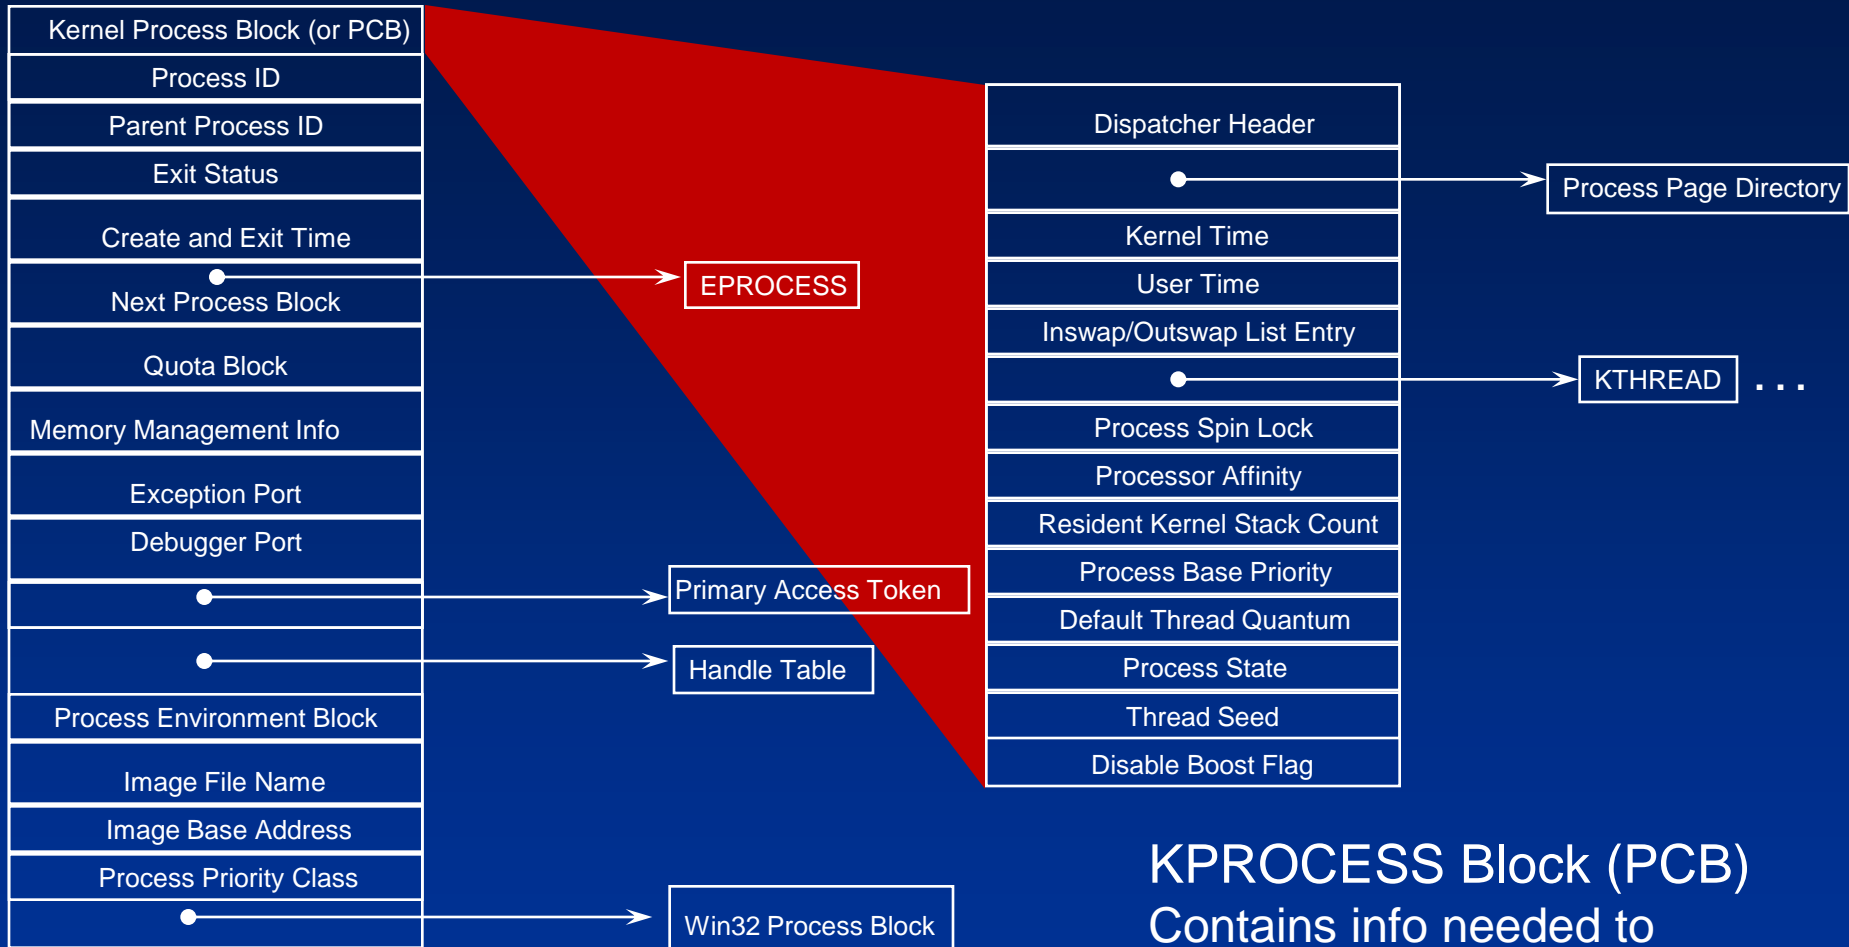 Kernel Process Block (or PCB)
Process ID
Parent Process ID
Exit Status
Create and Exit Time
Next Process Block
Quota Block
Memory Management Info
Exception Port
Debugger Port
Process Environment Block
Image File Name
Image Base Address
Process Priority Class
EPROCESS
Primary Access Token
Handle Table
Win32 Process Block
Dispatcher Header
Kernel Time
User Time
Inswap/Outswap List Entry
Process Spin Lock
Processor Affinity
Resident Kernel Stack Count
Process Base Priority
Default Thread Quantum
Process State
Thread Seed
Disable Boost Flag
Process Page Directory
KTHREAD . . .
KPROCESS Block (PCB)
Contains info needed to